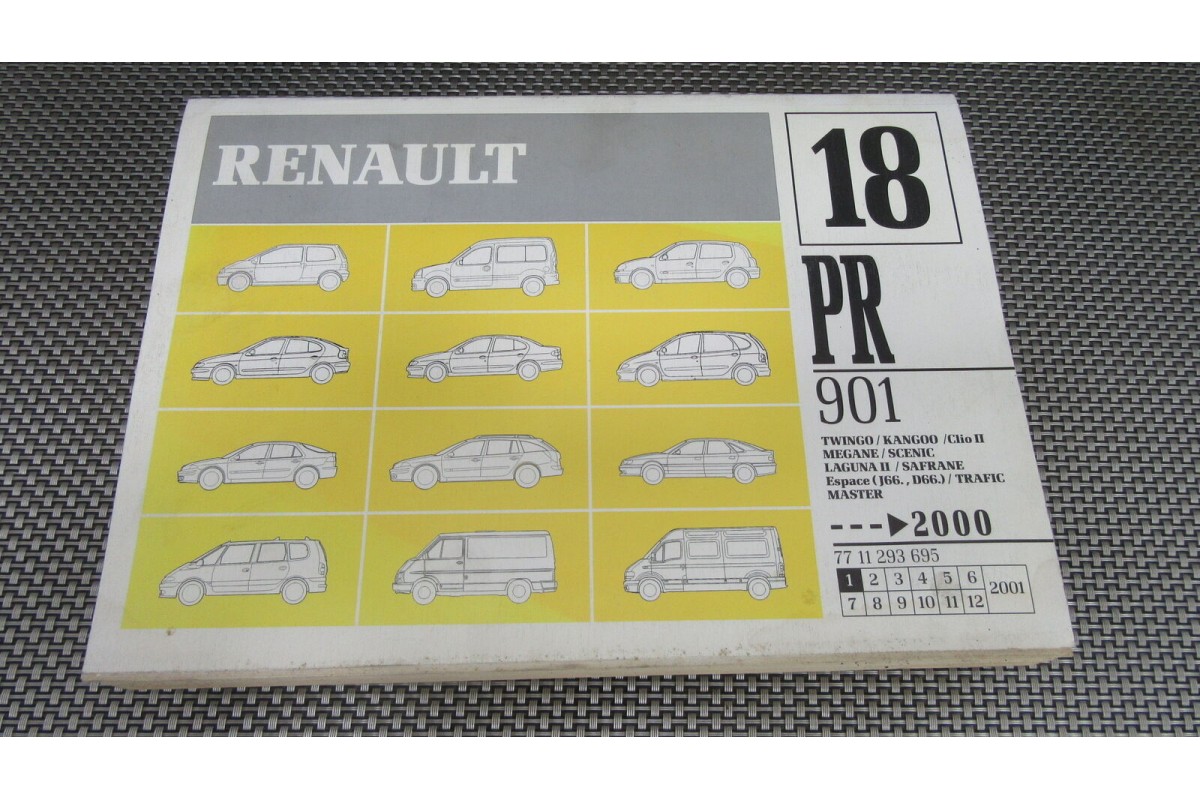 RENAULT
18
PR
901
TWINGO / KANGOO /Clio II
MEGANE / SCENIC
LAGUNA II / SAFRANE
Espace ( J66. , D66.) / TRAFIC
MASTER
2000
77 11 293 695
1 2 3 4 5 6
7 8 9 10 11 12
2001